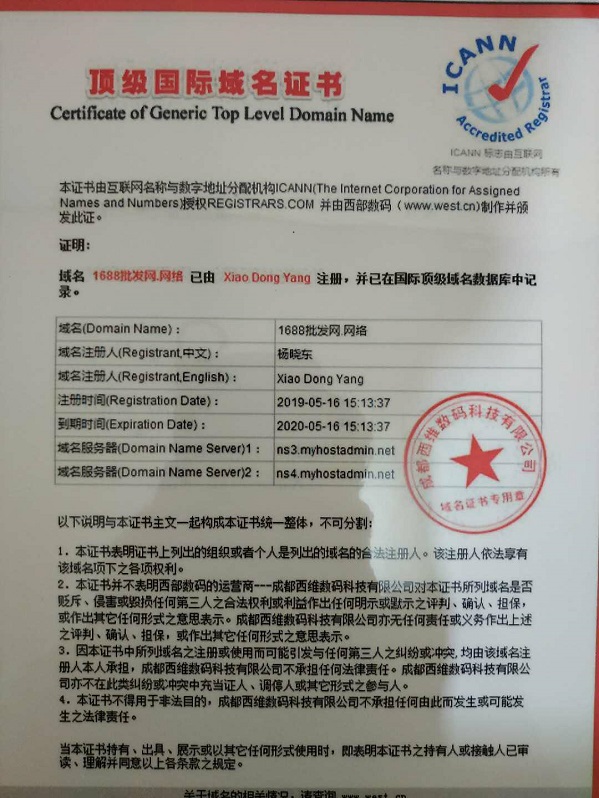 顶级国际域名证书
Certificate of Generic Top Level Domain Name
ICANN
Accredited Registrar
ICANN 标志由互联网
名称与数字地址分配机构所有
本证书由互联网名称与数字地址分配机构ICANN(The Internet Corporation for Assigned
Names and Numbers)授权REGISTRARS.COM 并由西部数码（www.west.cn)制作并颁
发此证。
证明：
域名 1688批发网.网络 已由 Xiao Dong Yang 注册，并已在国际顶级域名数据库中记
录。
域名(Domain Name)： 1688批发网.网络
域名注册人(Registrant,中文)： 杨晓东
域名注册人(Registrant,English)： Xiao Dong Yang
注册时间(Registration Date)： 2019-05-16 15:13:37
到期时间(Expiration Date)： 2020-05-16 15:13:37
域名服务器(Domain Name Server)1： ns3.myhostadmin.net
域名服务器(Domain Name Server)2： ns4.myhostadmin.net
成都西维数码科技有限公司
域名证书专用章
以下说明与本证书主文一起构成本证书统一整体，不可分割：
1．本证书表明证书上列出的组织或者个人是列出的域名的合法注册人。该注册人依法享有
该域名项下之各项权利。
2．本证书并不表明西部数码的运营商---成都西维数码科技有限公司对本证书所列域名是否
贬斥、侵害或毁损任何第三人之合法权利或利益作出任何明示或默示之评判、确认、担保，
或作出其它任何形式之意思表示。成都西维数码科技有限公司亦无任何责任或义务作出上述
之评判、确认、担保，或作出其它任何形式之意思表示。
3．因本证书中所列域名之注册或使用而可能引发与任何第三人之纠纷或冲突,均由该域名注
册人本人承担，成都西维数码科技有限公司不承担任何法律责任。成都西维数码科技有限公
司亦不在此类纠纷或冲突中充当证人、调停人或其它形式之参与人。
4．本证书不得用于非法目的，成都西维数码科技有限公司不承担任何由此而发生或可能发
生之法律责任。
当本证书持有、出具、展示或以其它任何形式使用时，即表明本证书之持有人或接触人已审
读、理解并同意以上各条款之规定。
关于域名的相关情况，请查询 www.west.cn